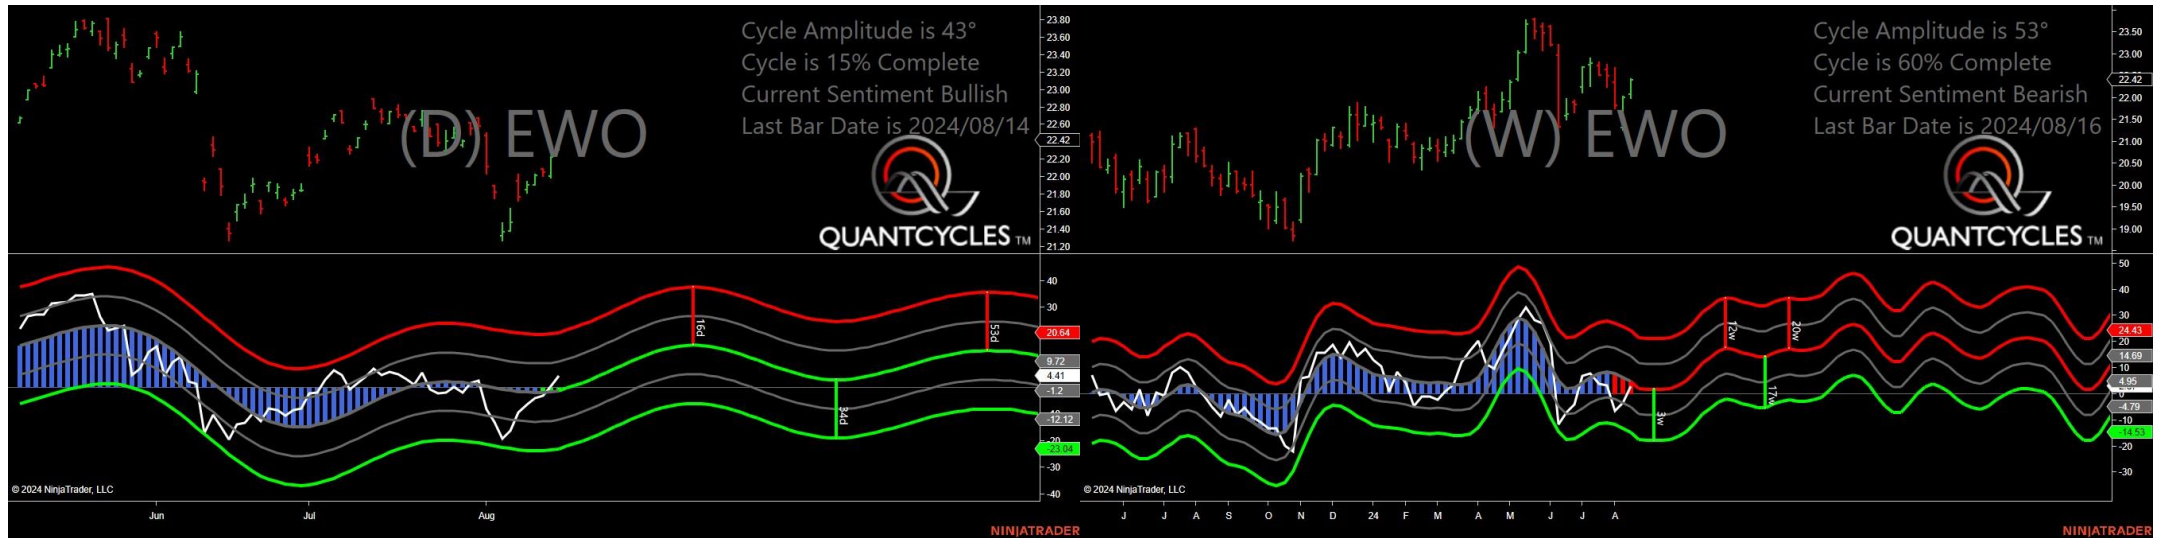 Cycle Amplitude is 43°
Cycle is 15% Complete
Current Sentiment Bullish
Last Bar Date is 2024/08/14
(D) EWO
QUANTCYCLES TM
23.80
23.60
23.40
23.20
23.00
22.80
22.60
22.42
22.20
22.00
21.80
21.60
21.40
21.20
40
30
20.64
9.72
4.41
-1.2
-12.12
-20
-23.04
-30
-40
16d
34d
53d
© 2024 NinjaTrader, LLC
Jun
Jul
Aug
NINJATRADER
Cycle Amplitude is 53°
Cycle is 60% Complete
Current Sentiment Bearish
Last Bar Date is 2024/08/16
(W) EWO
QUANTCYCLES TM
23.50
23.00
22.42
22.00
21.50
21.00
20.50
20.00
19.50
19.00
50
40
30
24.43
20
14.69
10
4.95
0
-4.79
-10
-14.53
-20
-30
3w
12w
17w
20w
© 2024 NinjaTrader, LLC
J
J
A
S
O
N
D
24
F
M
A
M
J
J
A
NINJATRADER